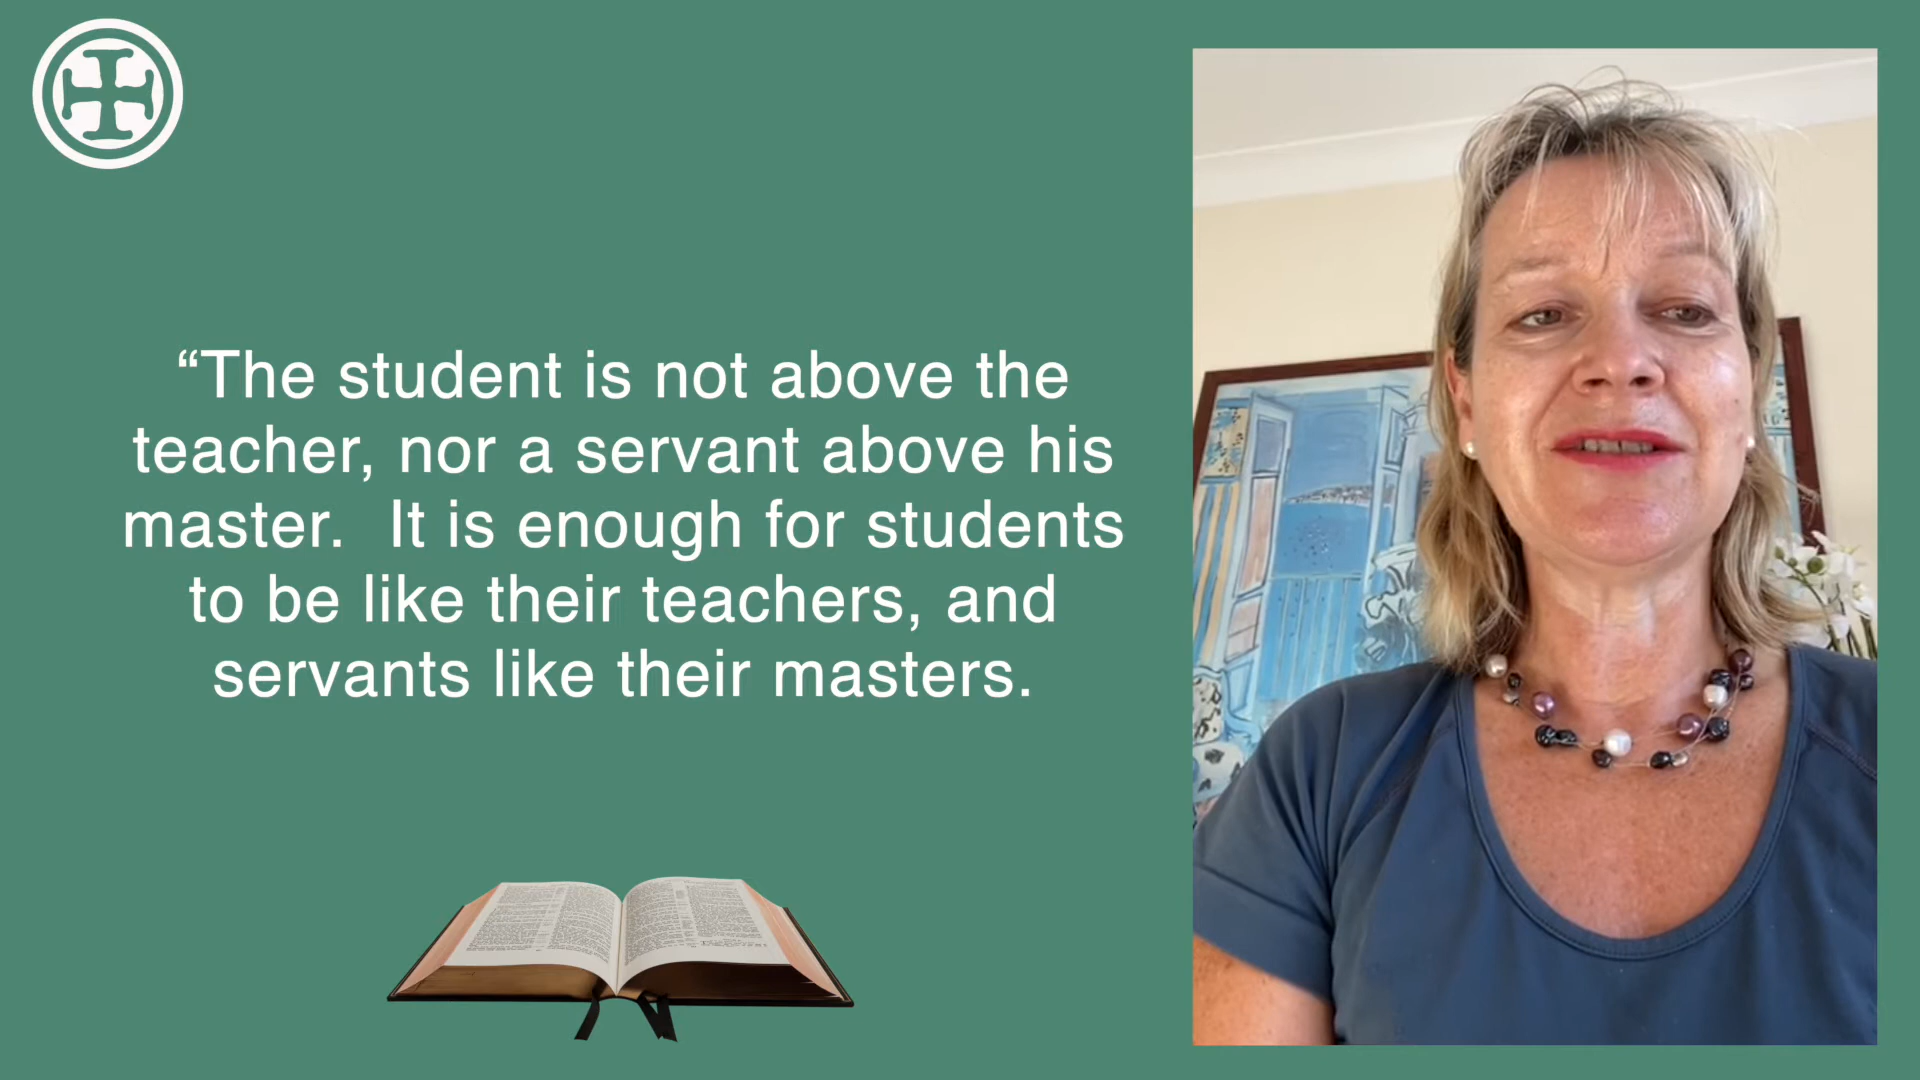 “The student is not above the
teacher, nor a servant above his
master.  It is enough for students
to be like their teachers, and
servants like their masters.